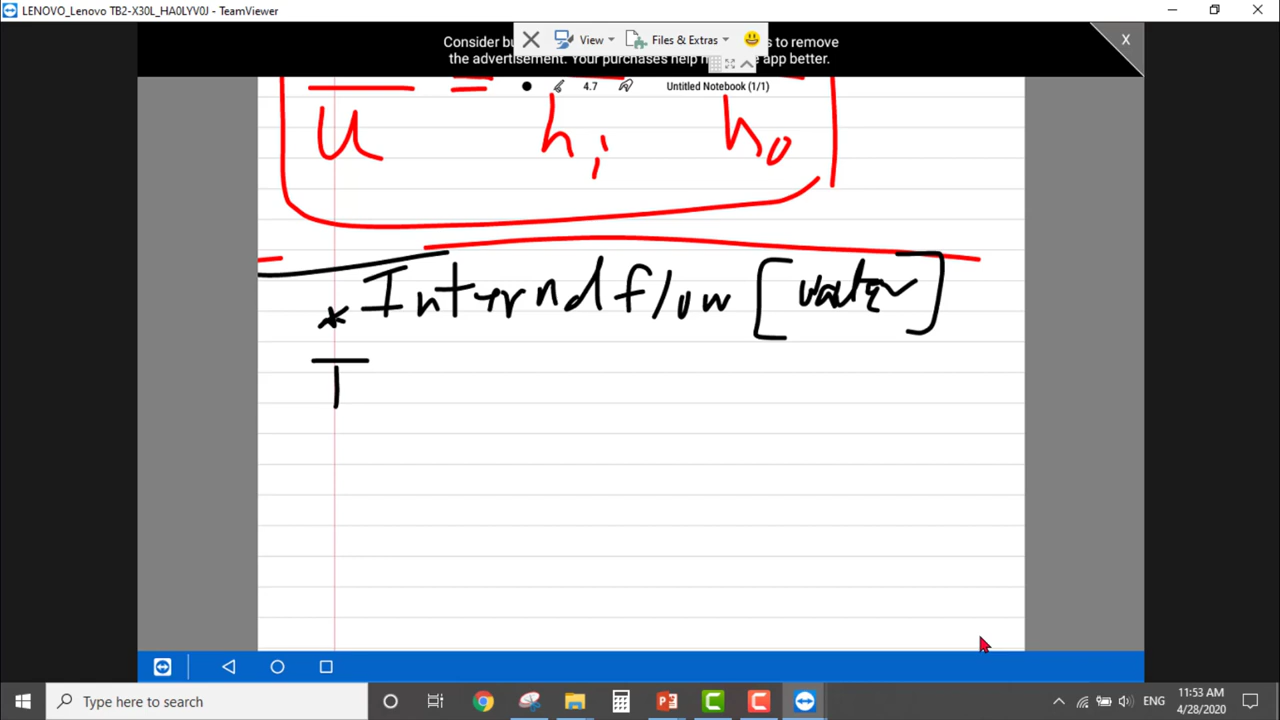 LENOVO_Lenovo TB2-X30L_HA0LYV0J - TeamViewer
View Files & Extras
Consider bu s to remove
the advertisement. Your purchases help app better.
4.7 Untitled Notebook (1/1)
X
U = hi ho
* Internal flow [water]
Type here to search
ENG
11:53 AM
4/28/2020